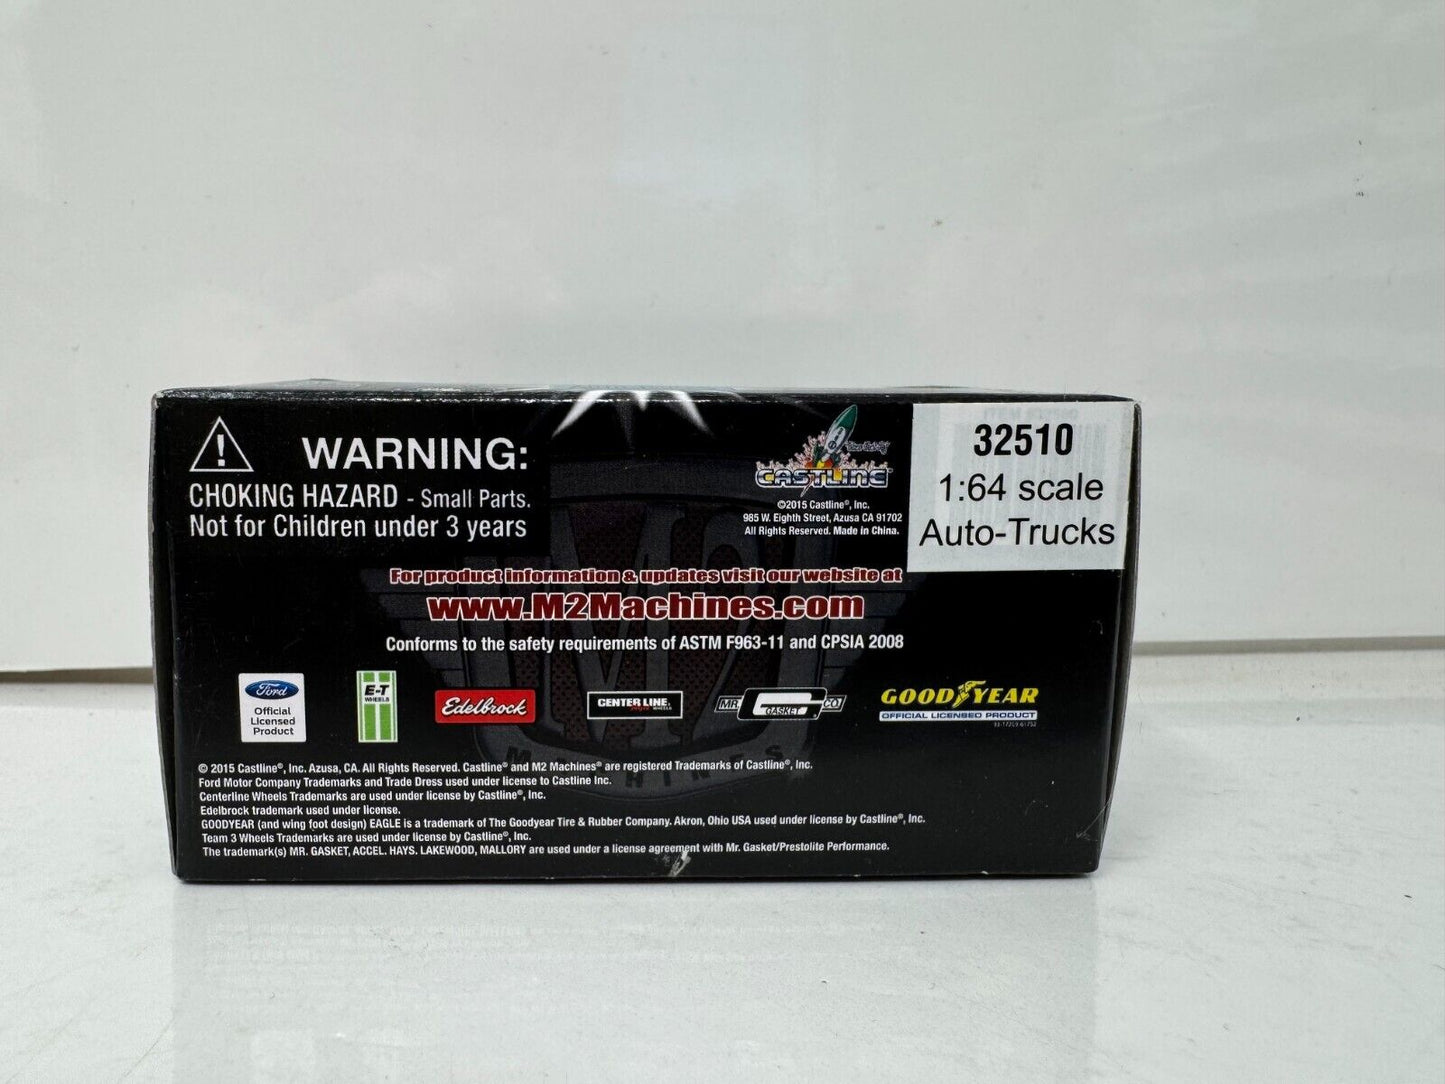 WARNING:
CHOKING HAZARD - Small Parts.
Not for Children under 3 years
CASTLINE
©2015 Castline®, Inc.
985 W. Eighth Street, Azusa CA 91702
All Rights Reserved. Made in China.
32510
1:64 scale
Auto-Trucks
For product information & updates visit our website at
www.M2Machines.com
Conforms to the safety requirements of ASTM F963-11 and CPSIA 2008
Ford
Official
Licensed
Product
E-T
WHEELS
Edelbrock
CENTER LINE
WHEELS
MR. GASKET CO
GOODYEAR
OFFICIAL LICENSED PRODUCT
M2
MACHINES
© 2015 Castline®, Inc. Azusa, CA. All Rights Reserved. Castline® and M2 Machines® are registered Trademarks of Castline®, Inc.
Ford Motor Company Trademarks and Trade Dress used under license to Castline Inc.
Centerline Wheels Trademarks are used under license by Castline®, Inc.
Edelbrock trademark used under license.
GOODYEAR (and wing foot design) EAGLE is a trademark of The Goodyear Tire & Rubber Company. Akron, Ohio USA used under license by Castline®, Inc.
Team 3 Wheels Trademarks are used under license by Castline®, Inc.
The trademark(s) MR. GASKET, ACCEL. HAYS. LAKEWOOD, MALLORY are used under a license agreement with Mr. Gasket/Prestolite Performance.